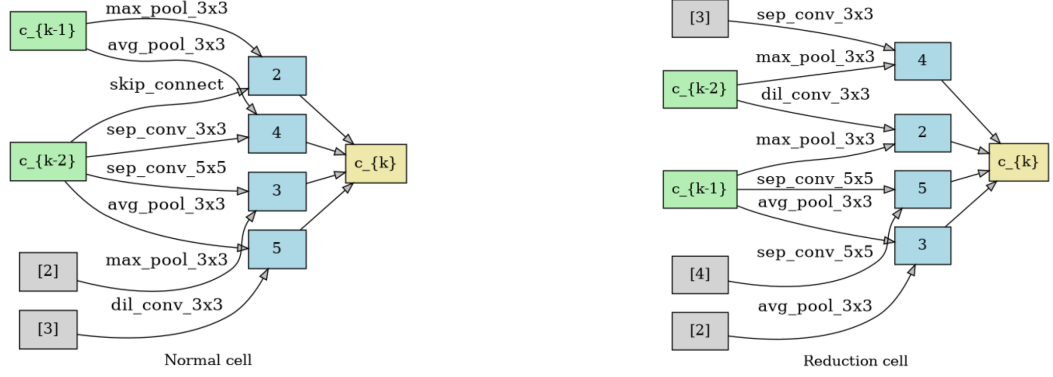 max_pool_3x3
c_{k-1}
avg_pool_3x3
2
skip_connect
sep_conv_3x3
4
c_{k-2}
c_{k}
sep_conv_5x5
3
avg_pool_3x3
5
max_pool_3x3
[2]
dil_conv_3x3
[3]
Normal cell
[3]
sep_conv_3x3
max_pool_3x3
4
c_{k-2}
dil_conv_3x3
max_pool_3x3
2
c_{k}
sep_conv_5x5
c_{k-1}
5
avg_pool_3x3
3
sep_conv_5x5
[4]
avg_pool_3x3
[2]
Reduction cell